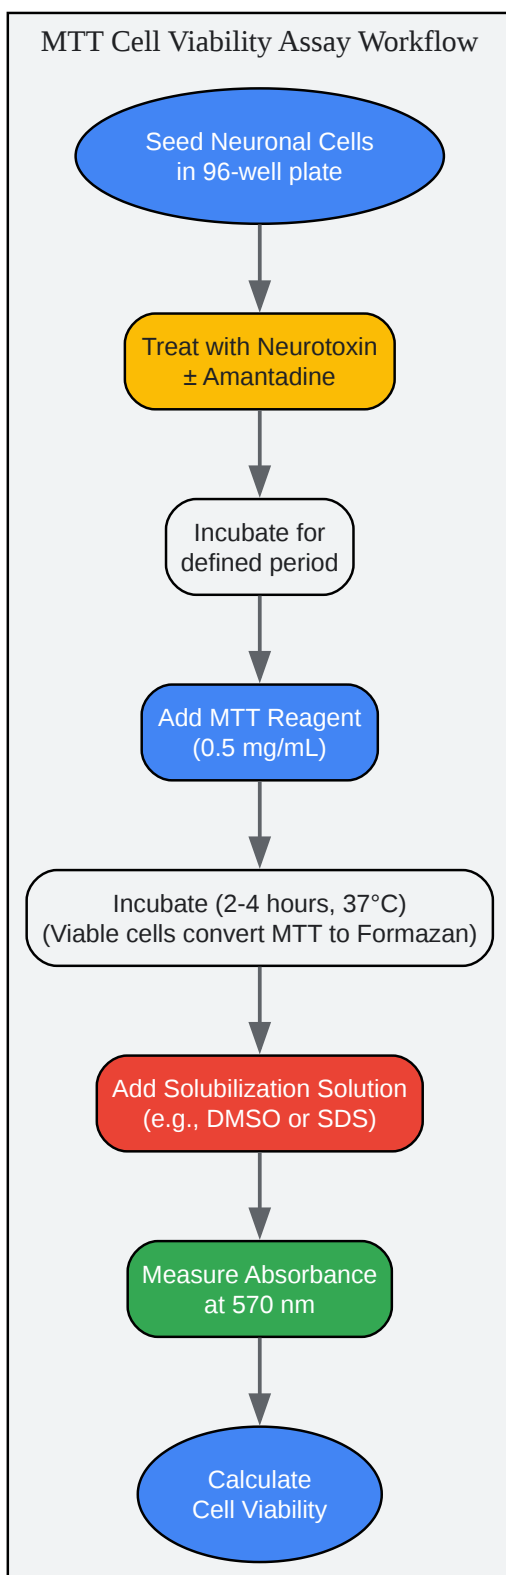 MTT Cell Viability Assay Workflow
Seed Neuronal Cells
in 96-well plate
Treat with Neurotoxin
± Amantadine
Incubate for
defined period
Add MTT Reagent
(0.5 mg/mL)
Incubate (2-4 hours, 37°C)
(Viable cells convert MTT to Formazan)
Add Solubilization Solution
(e.g., DMSO or SDS)
Measure Absorbance
at 570 nm
Calculate
Cell Viability